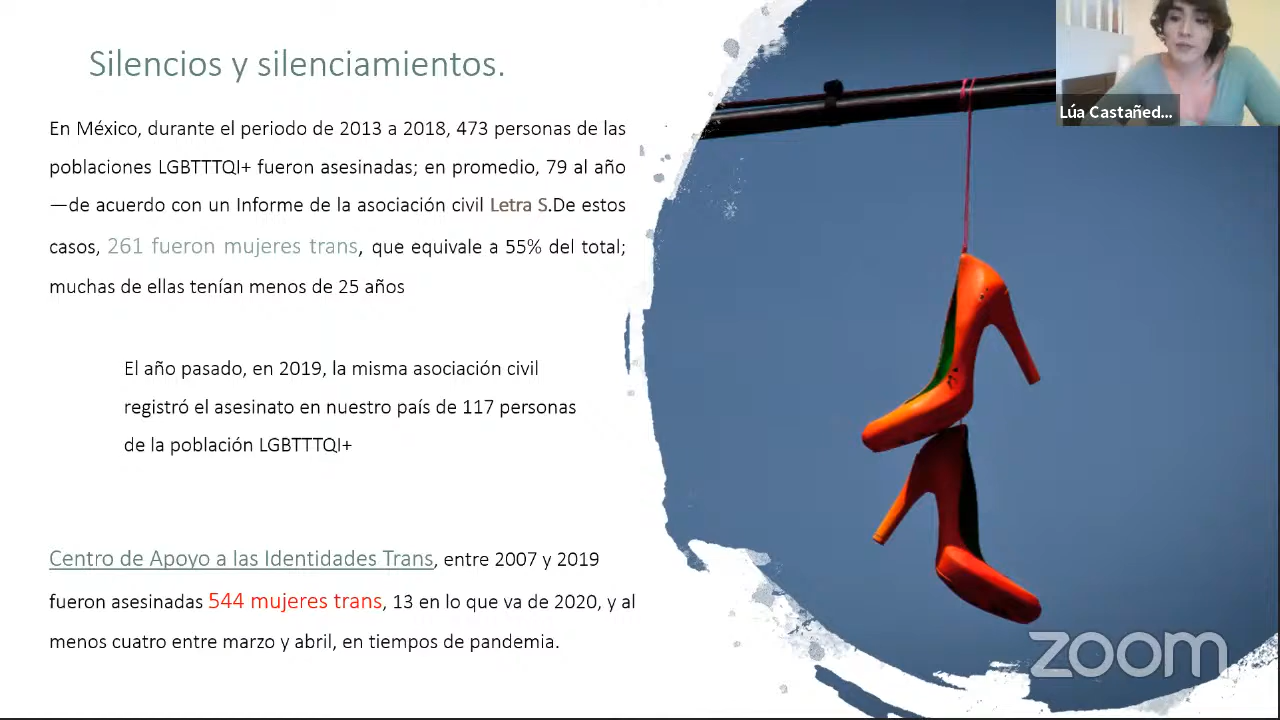 Silencios y silenciamientos.
En México, durante el periodo de 2013 a 2018, 473 personas de las
poblaciones LGBTTTQI+ fueron asesinadas; en promedio, 79 al año
—de acuerdo con un Informe de la asociación civil Letra S.De estos
casos, 261 fueron mujeres trans, que equivale a 55% del total;
muchas de ellas tenían menos de 25 años
El año pasado, en 2019, la misma asociación civil
registró el asesinato en nuestro país de 117 personas
de la población LGBTTTQI+
Centro de Apoyo a las Identidades Trans, entre 2007 y 2019
fueron asesinadas 544 mujeres trans, 13 en lo que va de 2020, y al
menos cuatro entre marzo y abril, en tiempos de pandemia.
Lúa Castañed...
zoom